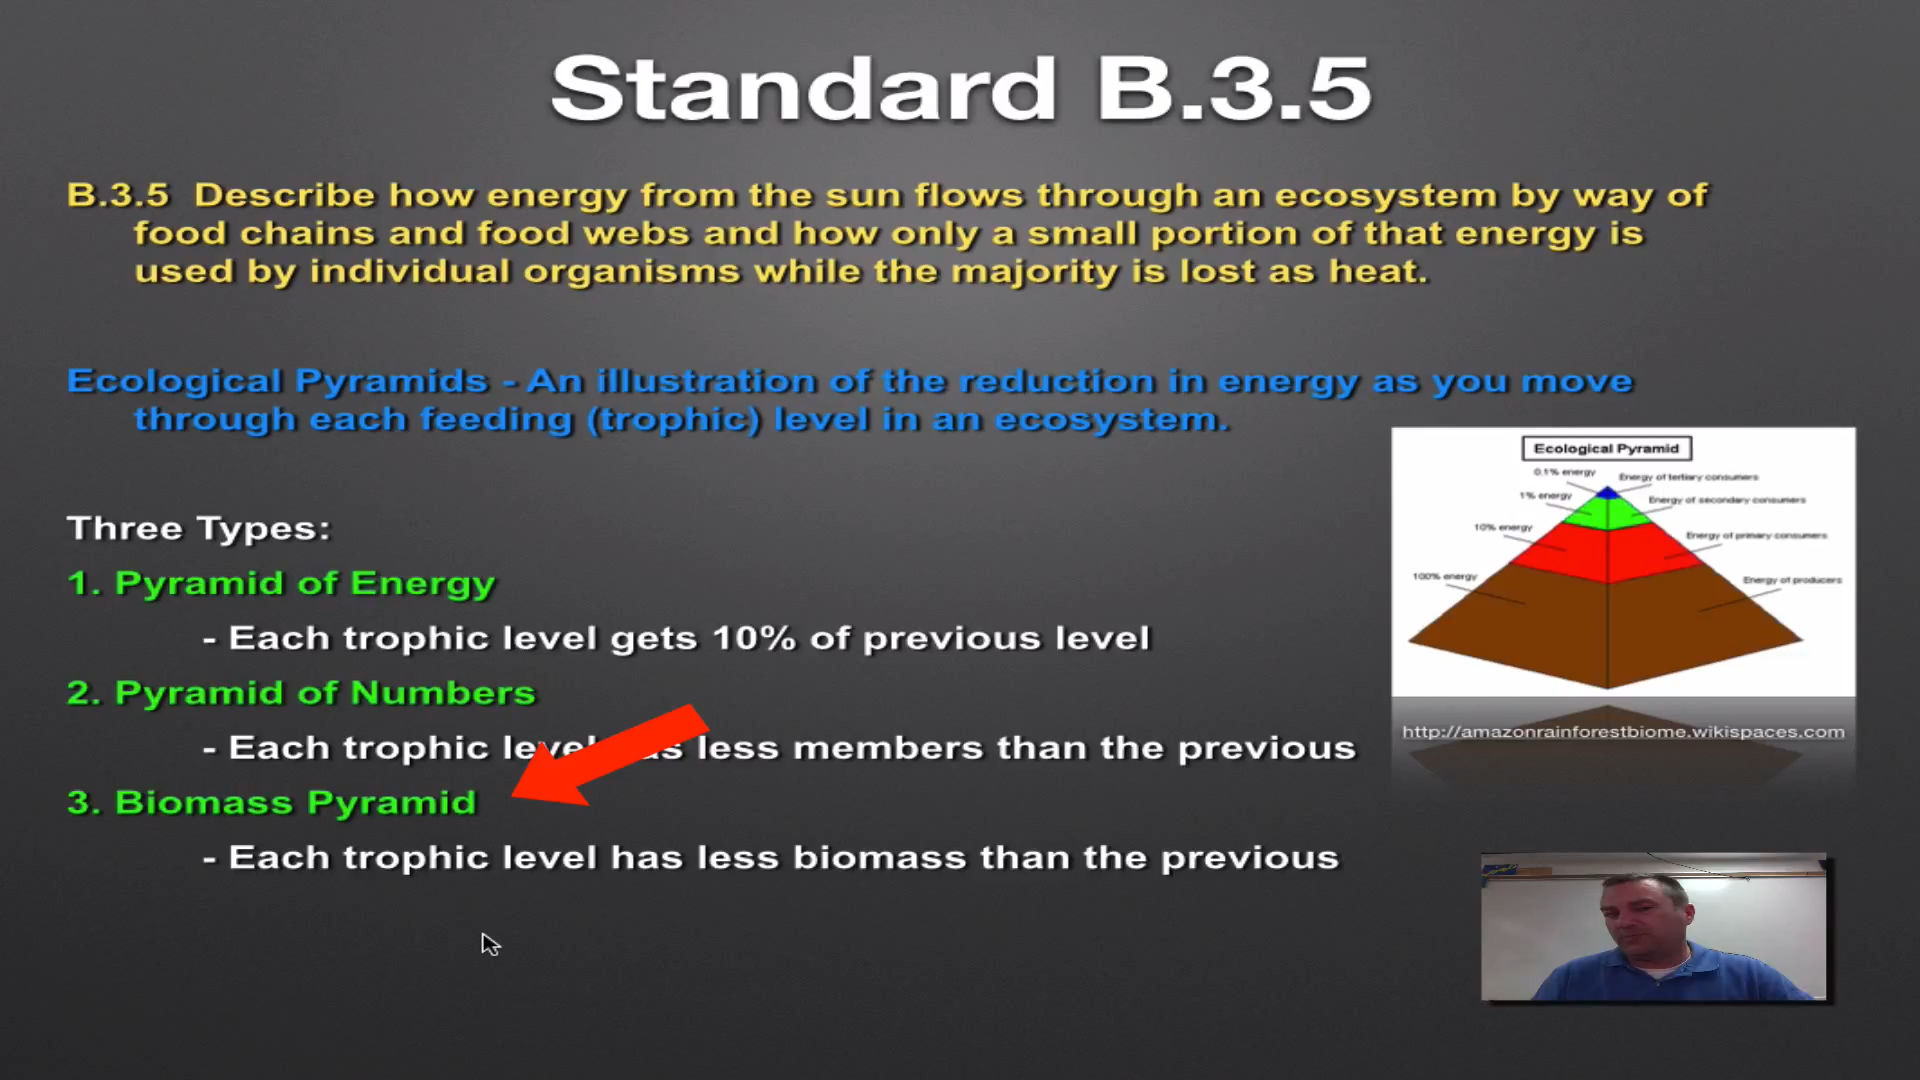 Standard B.3.5
B.3.5 Describe how energy from the sun flows through an ecosystem by way of
food chains and food webs and how only a small portion of that energy is
used by individual organisms while the majority is lost as heat.
Ecological Pyramids - An illustration of the reduction in energy as you move
through each feeding (trophic) level in an ecosystem.
Three Types:
1. Pyramid of Energy
- Each trophic level gets 10% of previous level
2. Pyramid of Numbers
- Each trophic level has less members than the previous
3. Biomass Pyramid
- Each trophic level has less biomass than the previous
Ecological Pyramid
0.1% energy
Energy of tertiary consumers
1% energy
Energy of secondary consumers
10% energy
Energy of primary consumers
100% energy
Energy of producers
http://amazonrainforestbiome.wikispaces.com